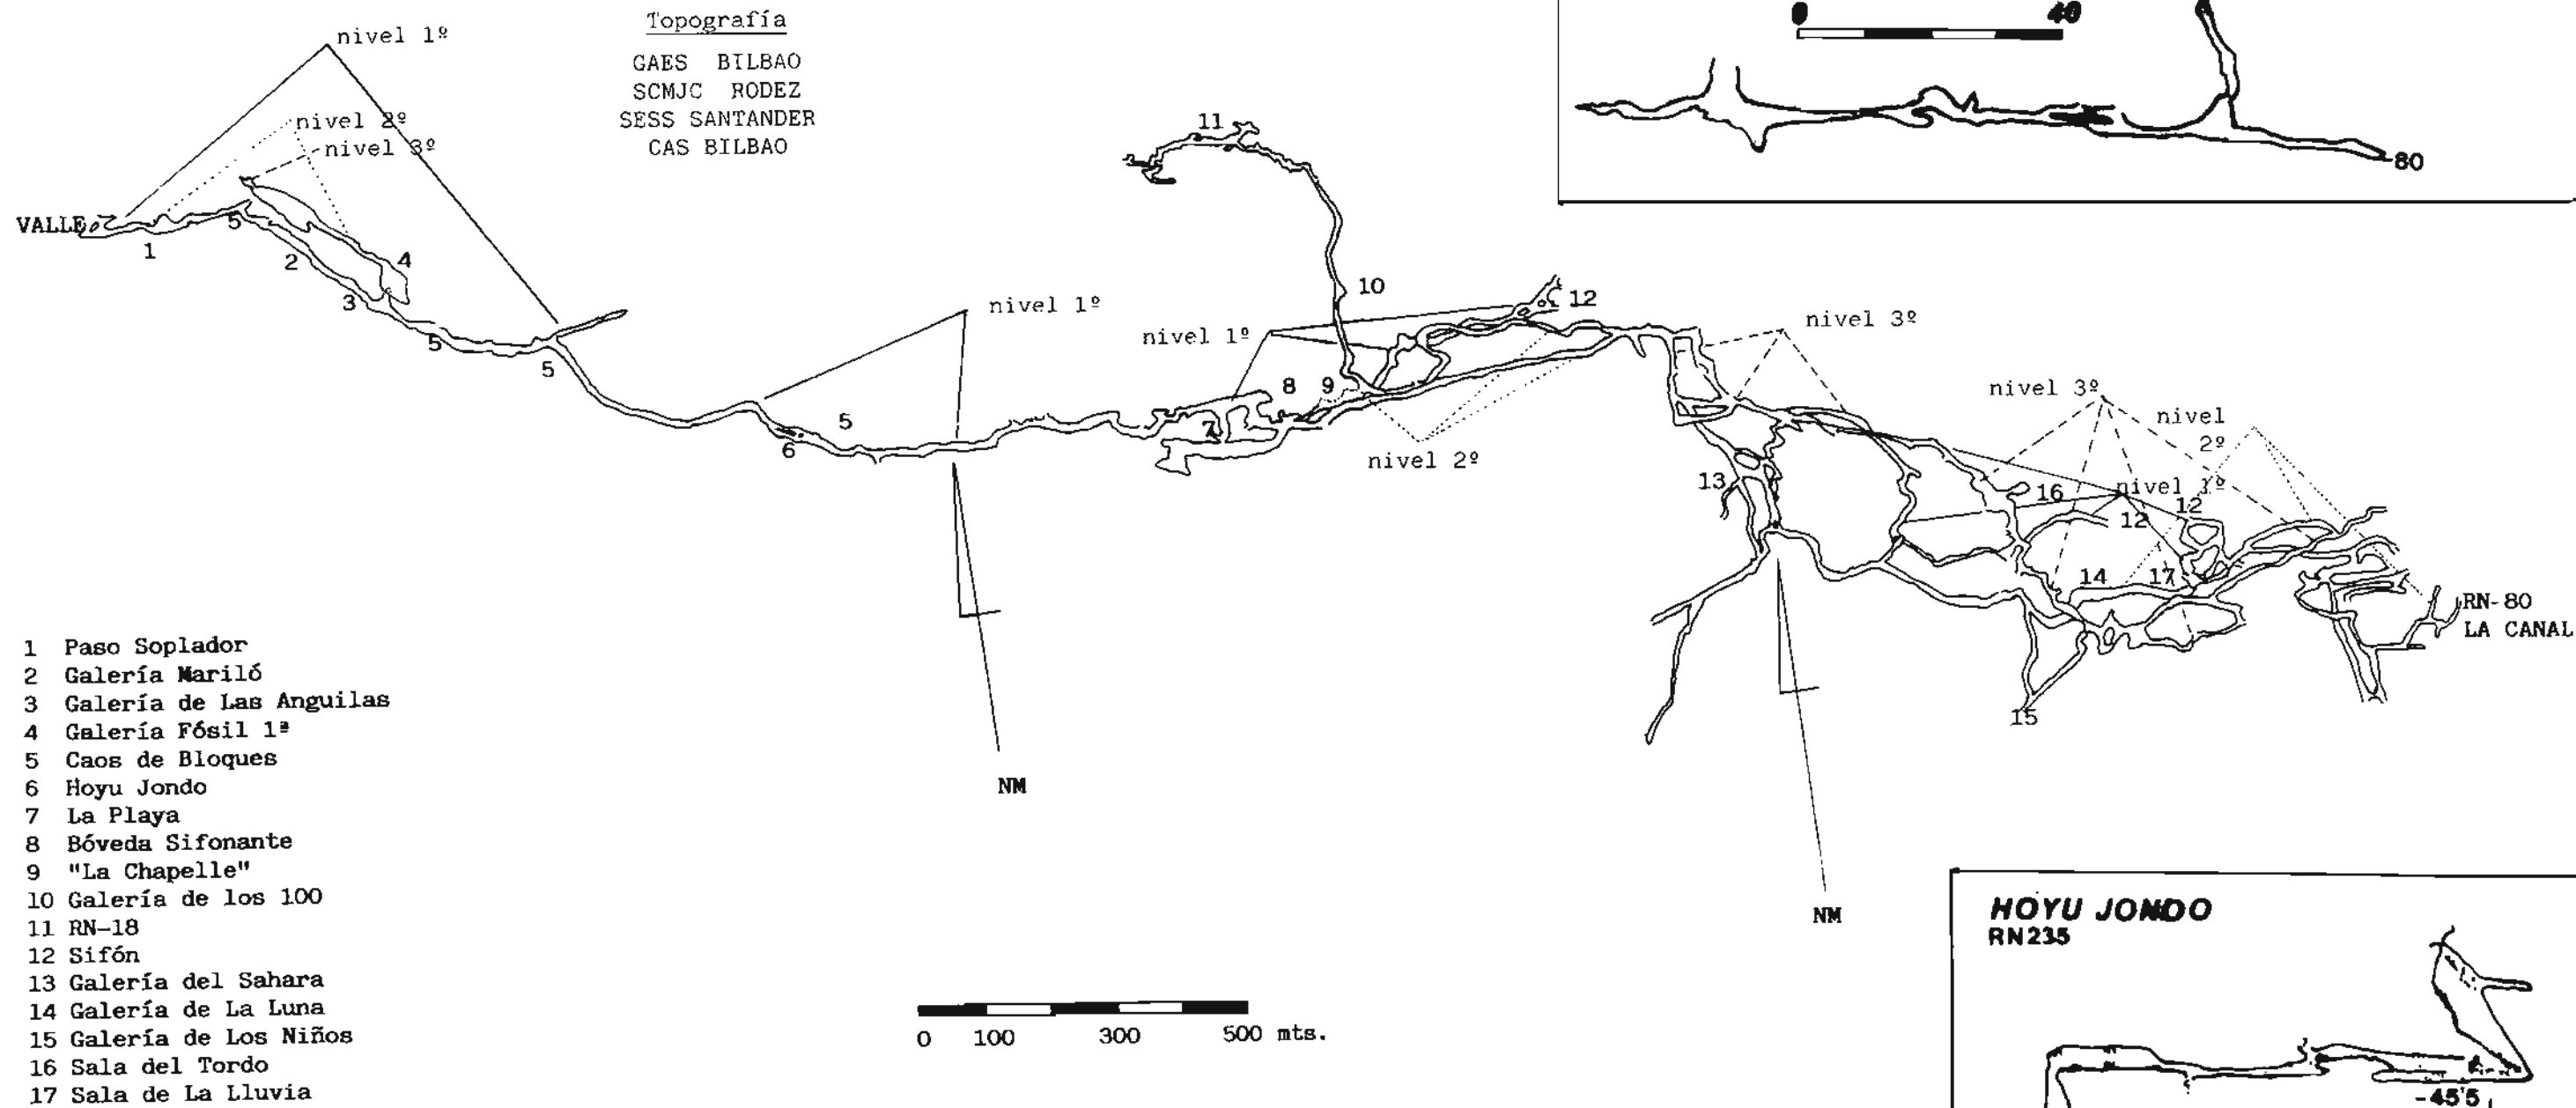 Topografía
GAES BILBAO
SCMJC RODEZ
SESS SANTANDER
CAS BILBAO
0 40
-80
nivel 1º
nivel 2º
nivel 3º
VALLE
1
5
2
3
4
5
5
nivel 1º
5
6
11
10
nivel 1º
12
8
9
7
nivel 2º
nivel 3º
13
nivel 3º
nivel
2º
nivel 1º
16
12
12
14
17
15
RN-80
LA CANAL
NM
NM
1 Paso Soplador
2 Galería Mariló
3 Galería de Las Anguilas
4 Galería Fósil 1ª
5 Caos de Bloques
6 Hoyu Jondo
7 La Playa
8 Bóveda Sifonante
9 "La Chapelle"
10 Galería de los 100
11 RN-18
12 Sifón
13 Galería del Sahara
14 Galería de La Luna
15 Galería de Los Niños
16 Sala del Tordo
17 Sala de La Lluvia
0 100 300 500 mts.
HOYU JONDO
RN235
-45'5